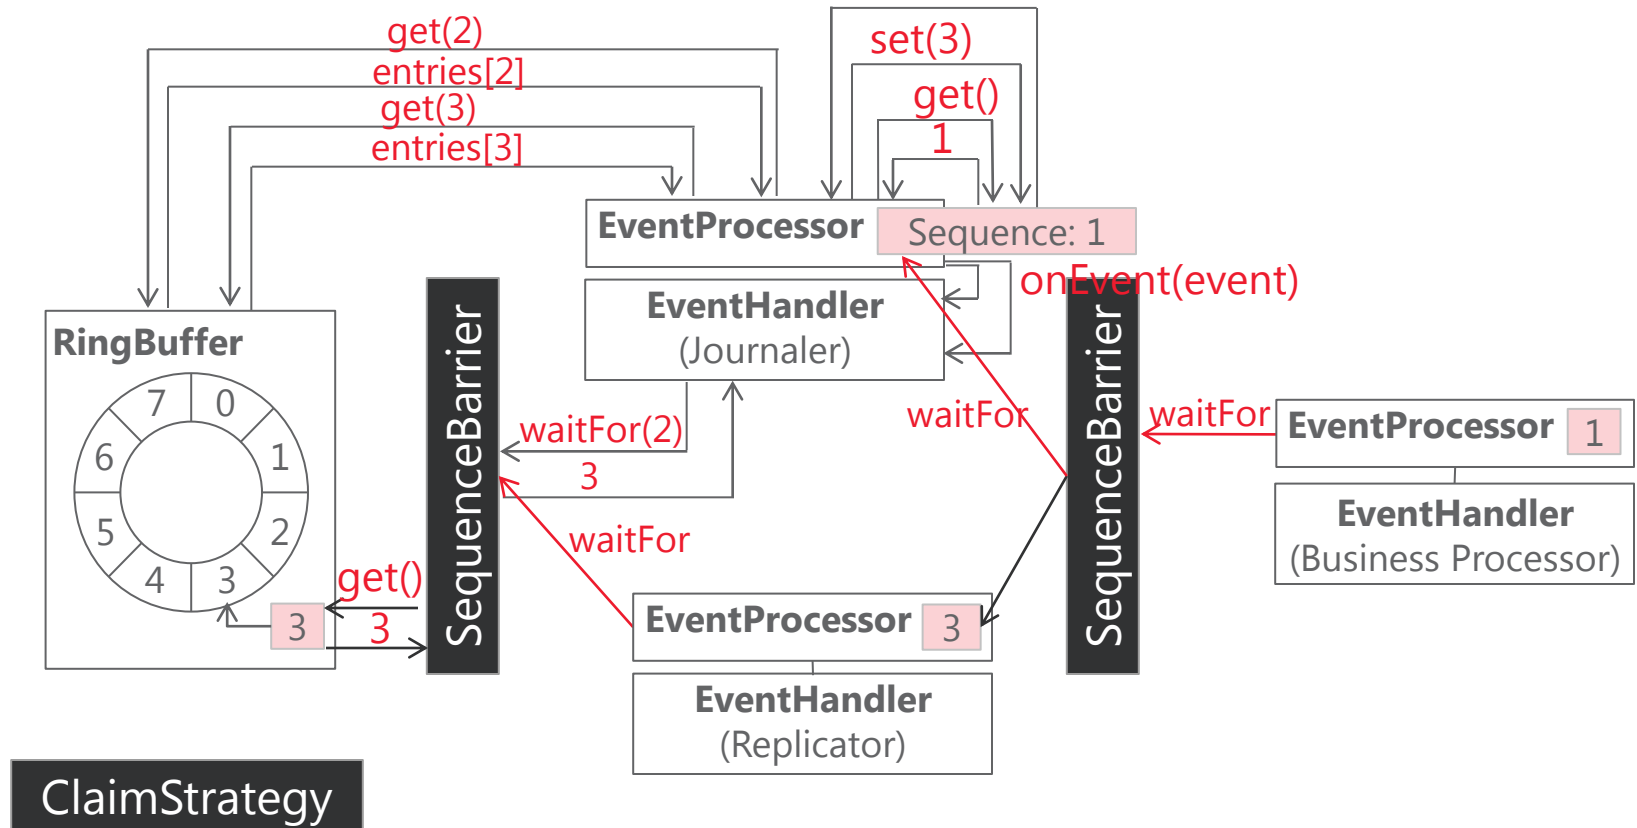 get(2)
entries[2]
get(3)
entries[3]
set(3)
get()
1
EventProcessor
Sequence: 1
onEvent(event)
EventHandler
(Journaler)
RingBuffer
7
0
6
1
5
2
4
3
3
get()
3
SequenceBarrier
waitFor(2)
3
waitFor
waitFor
SequenceBarrier
waitFor
EventProcessor
1
EventHandler
(Business Processor)
EventProcessor
3
EventHandler
(Replicator)
ClaimStrategy